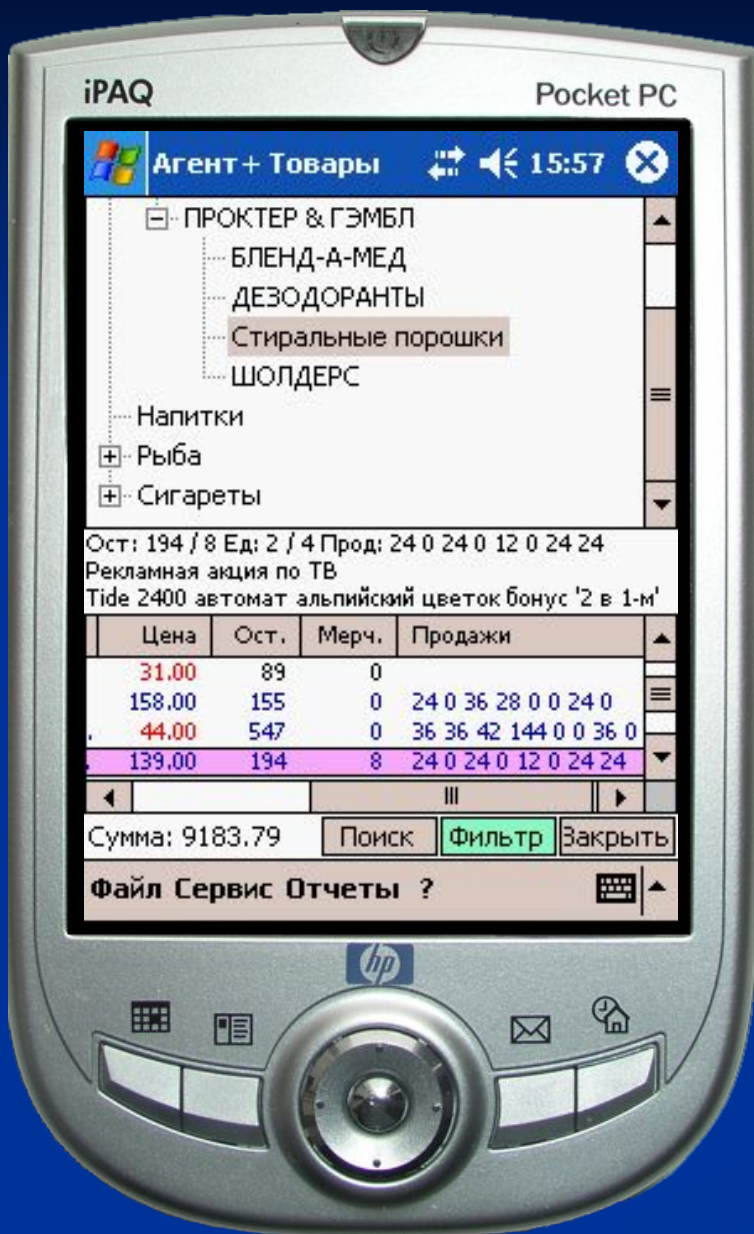 iPAQ Pocket PC
Агент+ Товары 15:57
ПРОКТЕР & ГЭМБЛ
БЛЕНД-А-МЕД
ДЕЗОДОРАНТЫ
Стиральные порошки
ШОЛДЕРС
Напитки
Рыба
Сигареты
Ост: 194 / 8 Ед: 2 / 4 Прод: 24 0 24 0 12 0 24 24
Рекламная акция по ТВ
Tide 2400 автомат альпийский цветок бонус '2 в 1-м'
Цена Ост. Мерч. Продажи
31.00 89 0
158.00 155 0 24 0 36 28 0 0 24 0
44.00 547 0 36 36 42 144 0 0 36 0
139.00 194 8 24 0 24 0 12 0 24 24
Сумма: 9183.79 Поиск Фильтр Закрыть
Файл Сервис Отчеты ?
hp